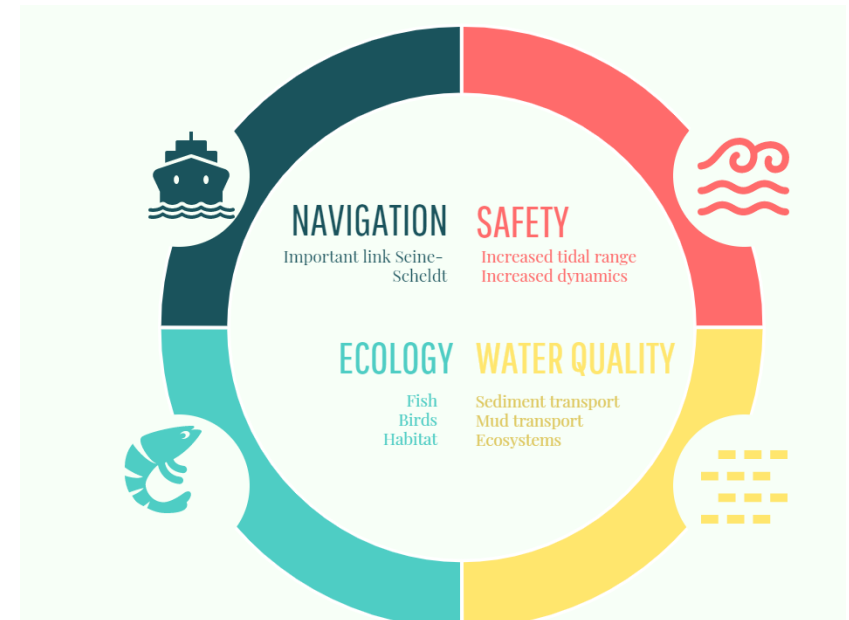 NAVIGATION
Important link Seine-
Scheldt
SAFETY
Increased tidal range
Increased dynamics
ECOLOGY
Fish
Birds
Habitat
WATER QUALITY
Sediment transport
Mud transport
Ecosystems